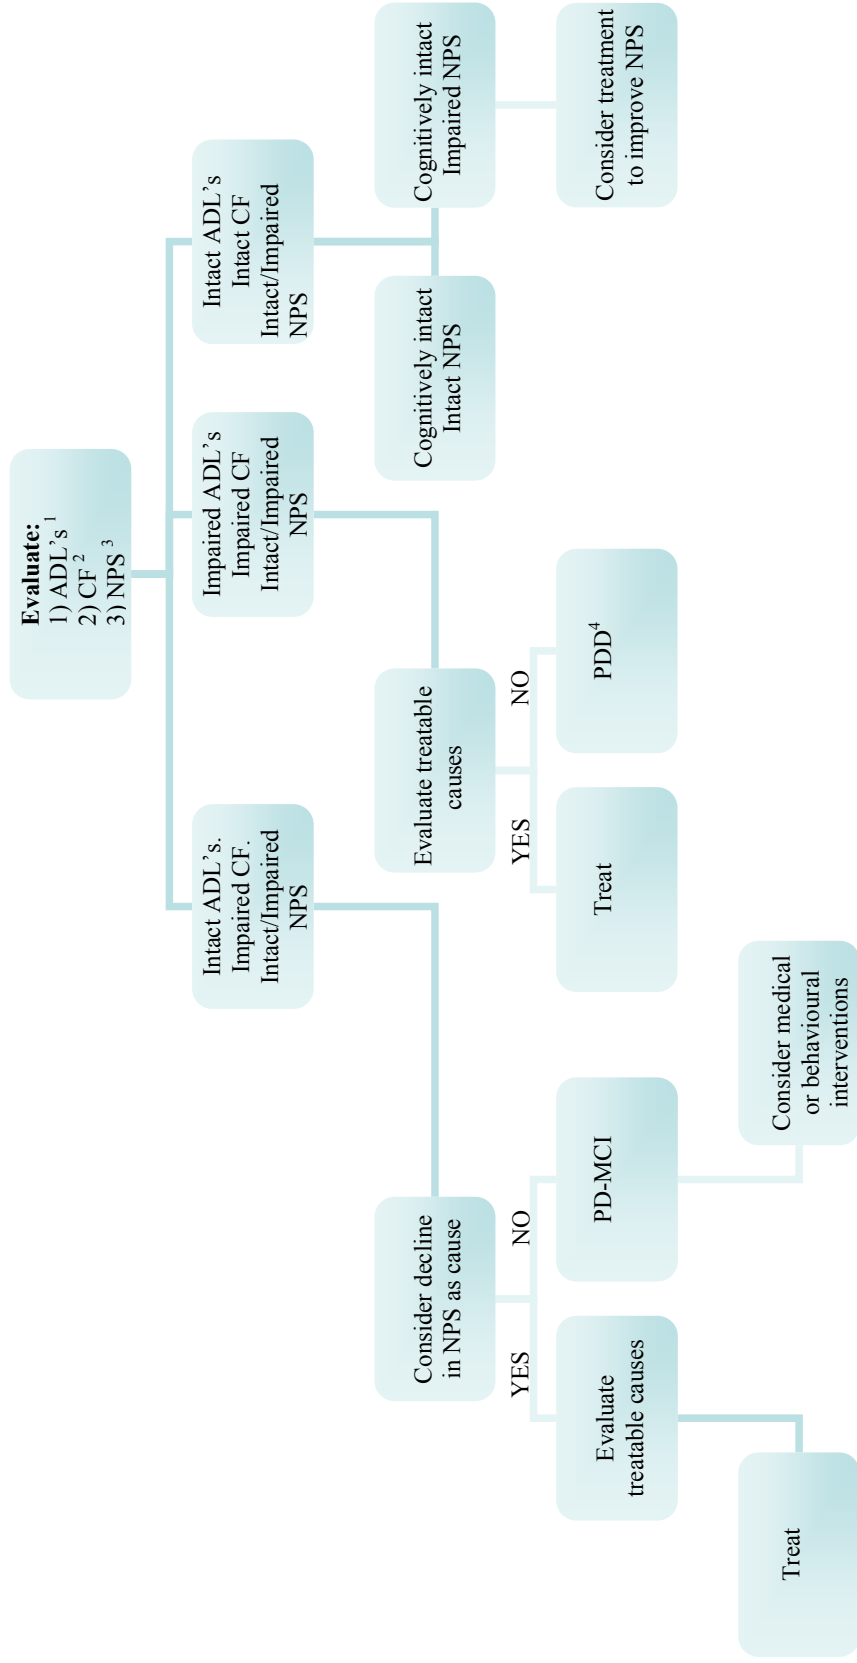 Evaluate:
1) ADL’s 1
2) CF 2
3) NPS 3
Intact ADL’s.
Impaired CF.
Intact/Impaired
NPS
Impaired ADL’s
Impaired CF
Intact/Impaired
NPS
Intact ADL’s
Intact CF
Intact/Impaired
NPS
Consider decline
in NPS as cause
Evaluate treatable
causes
Cognitively intact
Intact NPS
Cognitively intact
Impaired NPS
YES
NO
YES
NO
Evaluate
treatable causes
PD-MCI
Treat
PDD4
Consider treatment
to improve NPS
Treat
Consider medical
or behavioural
interventions